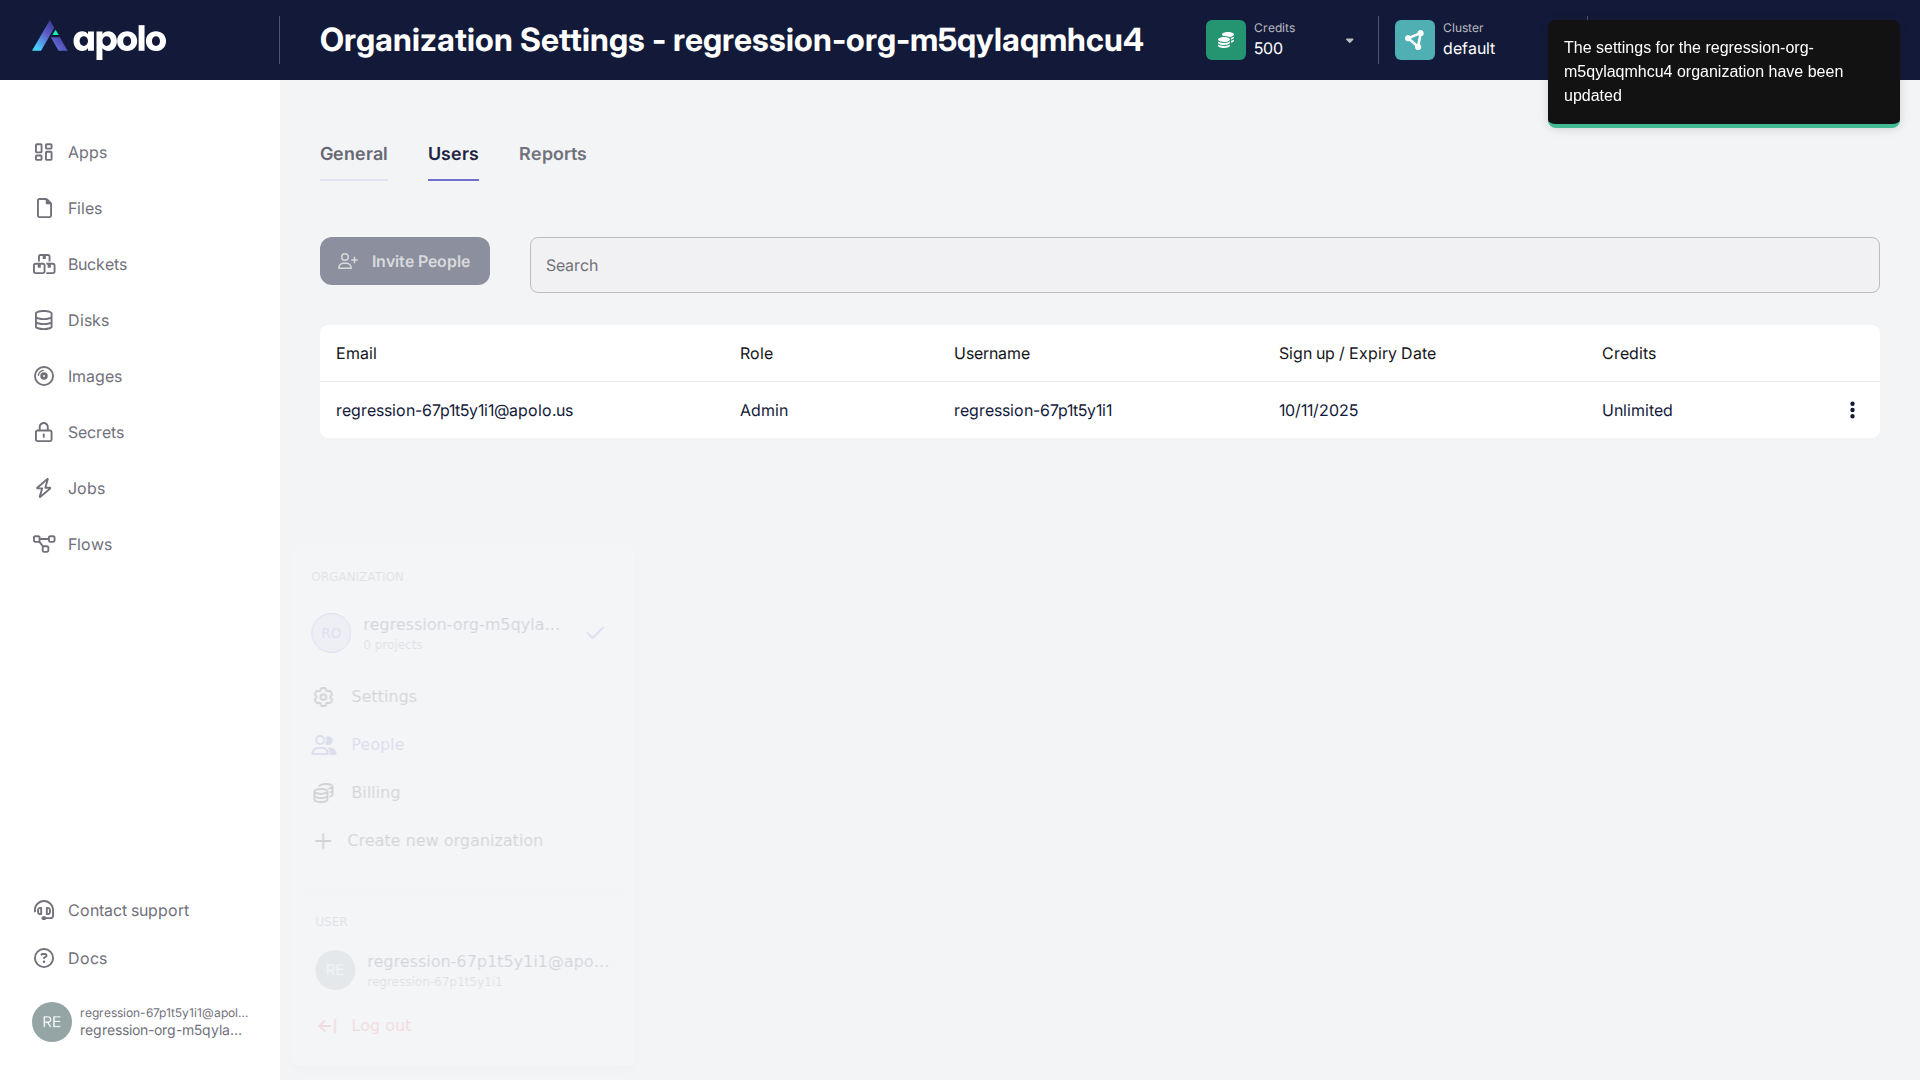 apolo
Organization Settings - regression-org-m5qylaqmhcu4
Credits
500
Cluster
default
The settings for the regression-org-
m5qylaqmhcu4 organization have been
updated
Apps
Files
Buckets
Disks
Images
Secrets
Jobs
Flows
General
Users
Reports
Invite People
Search
Email Role Username Sign up / Expiry Date Credits
regression-67p1t5y1i1@apolo.us Admin regression-67p1t5y1i1 10/11/2025 Unlimited
ORGANIZATION
RO
regression-org-m5qyla...
0 projects
Settings
People
Billing
Create new organization
USER
RE
regression-67p1t5y1i1@apo...
regression-67p1t5y1i1
Log out
Contact support
Docs
RE
regression-67p1t5y1i1@apol...
regression-org-m5qyla...